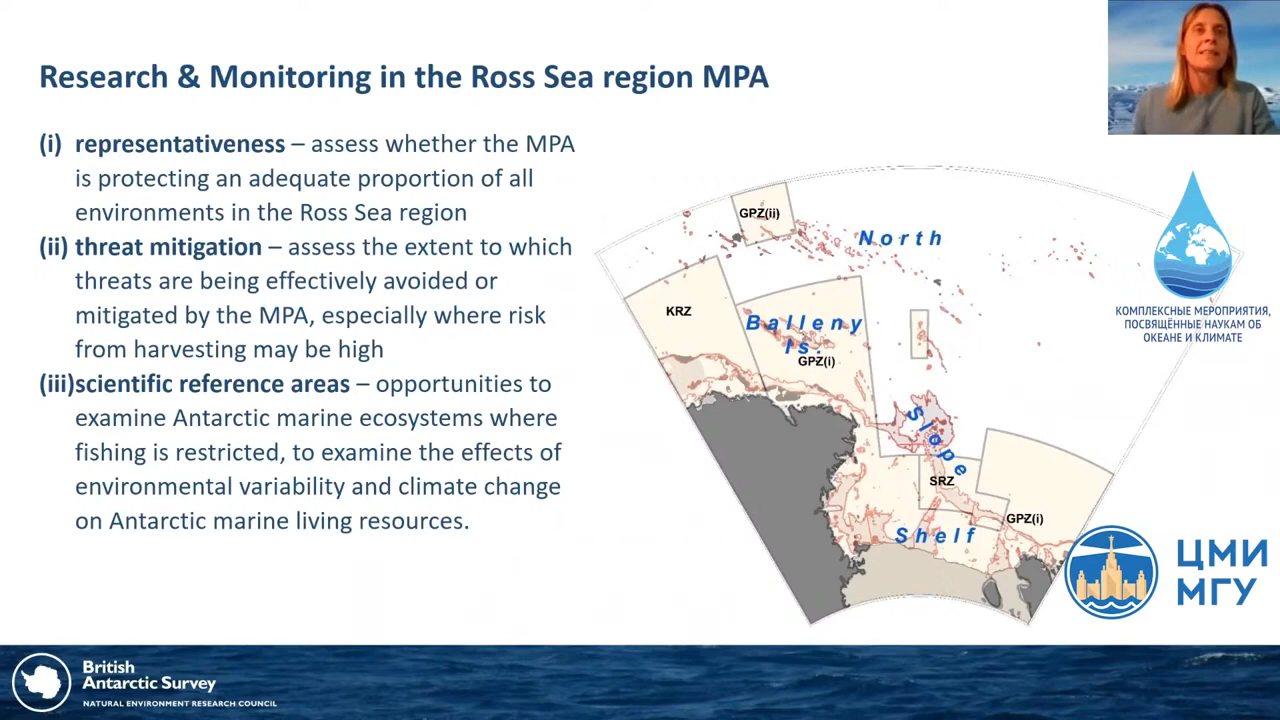 Research & Monitoring in the Ross Sea region MPA
(i) representativeness – assess whether the MPA
is protecting an adequate proportion of all
environments in the Ross Sea region
(ii) threat mitigation – assess the extent to which
threats are being effectively avoided or
mitigated by the MPA, especially where risk
from harvesting may be high
(iii)scientific reference areas – opportunities to
examine Antarctic marine ecosystems where
fishing is restricted, to examine the effects of
environmental variability and climate change
on Antarctic marine living resources.
GPZ(ii)
North
KRZ
Balleny
Is.
GPZ(i)
Slope
SRZ
GPZ(i)
Shelf
КОМПЛЕКСНЫЕ МЕРОПРИЯТИЯ,
ПОСВЯЩЁННЫЕ НАУКАМ ОБ
ОКЕАНЕ И КЛИМАТЕ
ЦМИ
МГУ
British
Antarctic Survey
NATURAL ENVIRONMENT RESEARCH COUNCIL